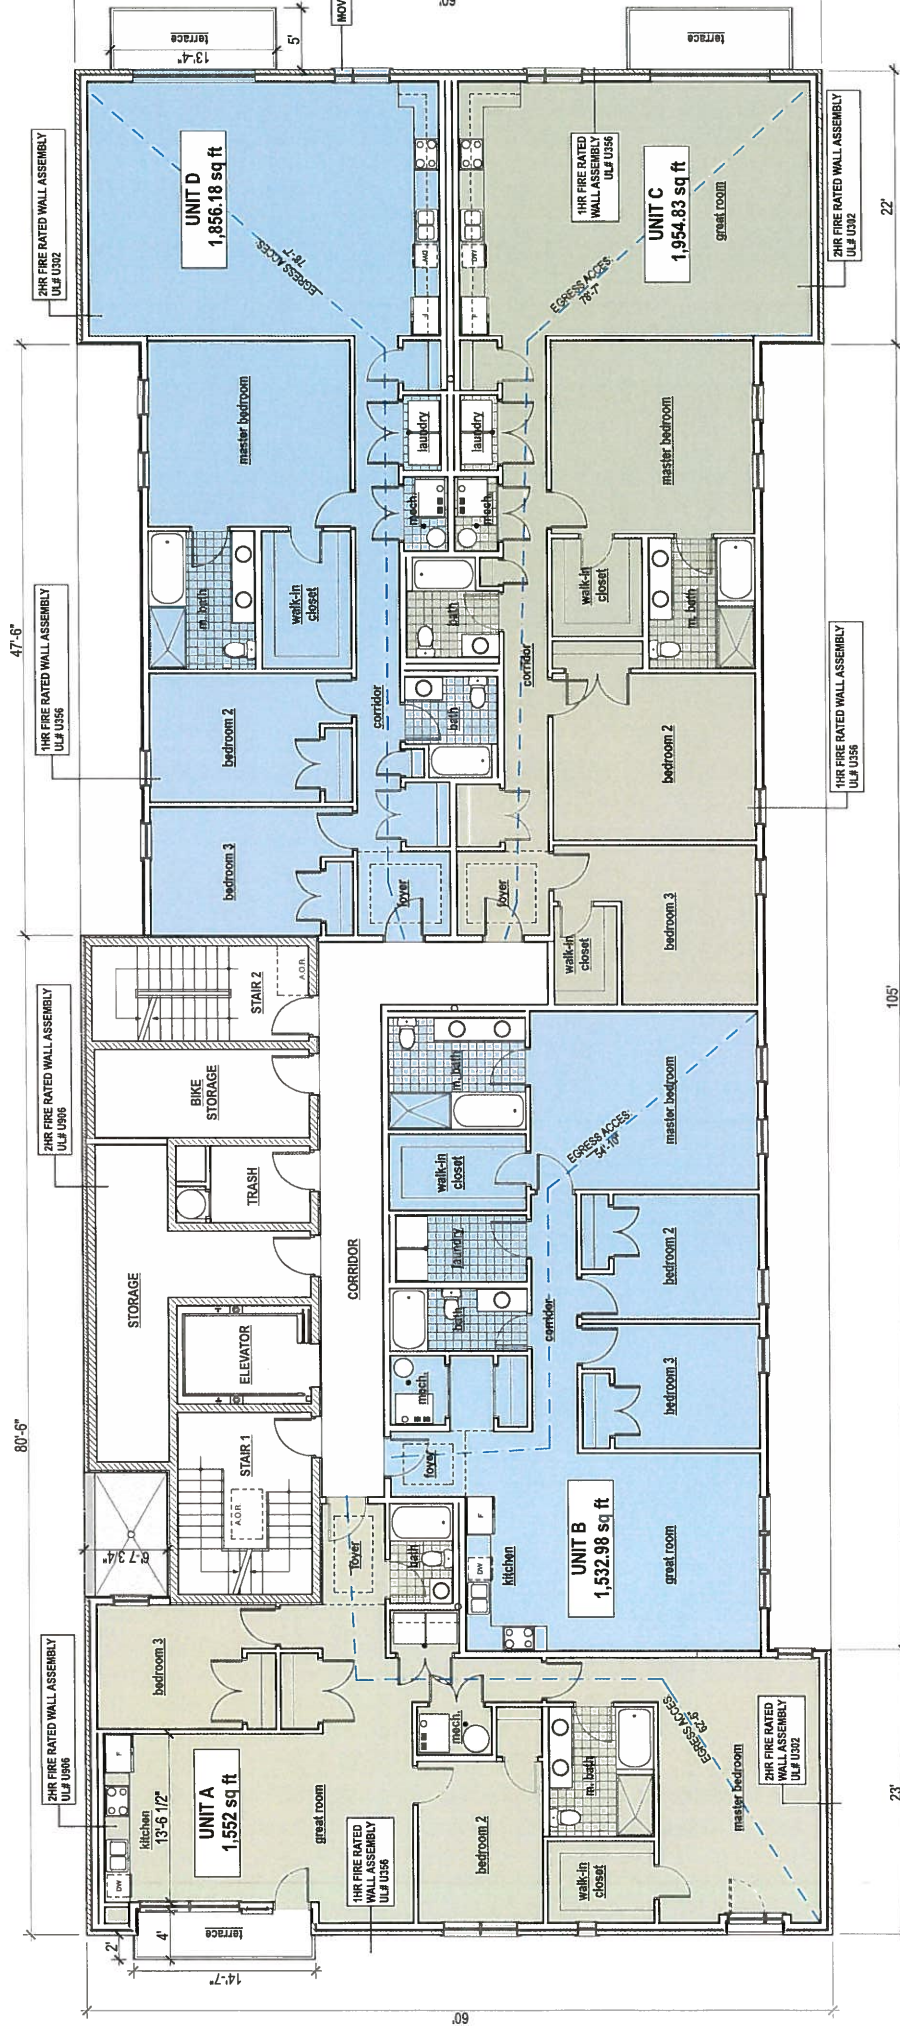 60'
MOV
terrace
13'-4"
5'
terrace
2HR FIRE RATED WALL ASSEMBLY
UL# U302
UNIT D
1,856.18 sq ft
EGRESS ACCES:
78'-7"
DW
F
1HR FIRE RATED
WALL ASSEMBLY
UL# U356
UNIT C
1,954.83 sq ft
great room
EGRESS ACCES:
78'-7"
DW
F
2HR FIRE RATED WALL ASSEMBLY
UL# U302
22'
47'-6"
master bedroom
laundry
laundry
master bedroom
mech.
mech.
1HR FIRE RATED WALL ASSEMBLY
UL# U356
m. bath
walk-in
closet
bath
walk-in
closet
m. bath
corridor
corridor
bedroom 2
bath
bedroom 2
1HR FIRE RATED WALL ASSEMBLY
UL# U356
bedroom 3
foyer
foyer
bedroom 3
walk-in
closet
2HR FIRE RATED WALL ASSEMBLY
UL# U906
STAIR 2
A.O.R.
105'
BIKE
STORAGE
m. bath
master bedroom
EGRESS ACCES:
54'-10"
TRASH
walk-in
closet
STORAGE
CORRIDOR
laundry
bedroom 2
corridor
bath
ELEVATOR
mech.
bedroom 3
80'-6"
STAIR 1
A.O.R.
foyer
6'-7 3/4"
foyer
bath
kitchen
F
DW
UNIT B
1,532.98 sq ft
great room
2HR FIRE RATED WALL ASSEMBLY
UL# U906
bedroom 3
mech.
EGRESS ACCES:
62'-6"
2HR FIRE RATED
WALL ASSEMBLY
UL# U302
F
kitchen
13'-6 1/2"
DW
UNIT A
1,552 sq ft
great room
1HR FIRE RATED
WALL ASSEMBLY
UL# U356
bedroom 2
m. bath
master bedroom
walk-in
closet
23'
terrace
2'
4'
14'-7"
60'